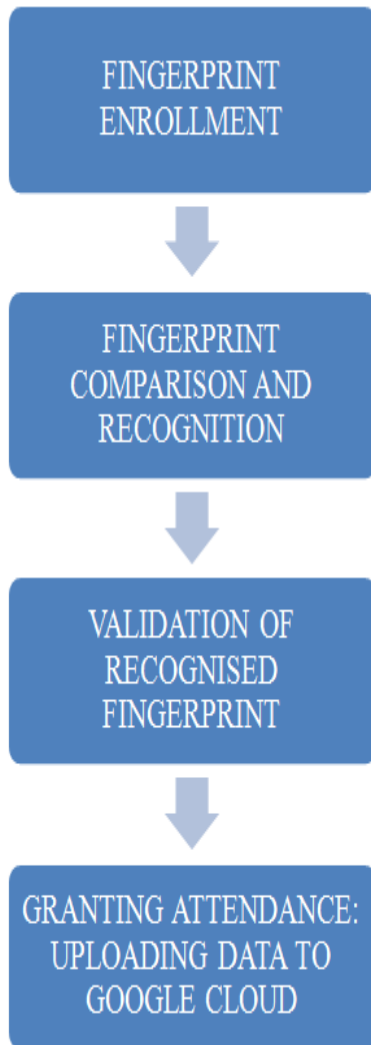 FINGERPRINT
ENROLLMENT
FINGERPRINT
COMPARISON AND
RECOGNITION
VALIDATION OF
RECOGNISED
FINGERPRINT
GRANTING ATTENDANCE:
UPLOADING DATA TO
GOOGLE CLOUD